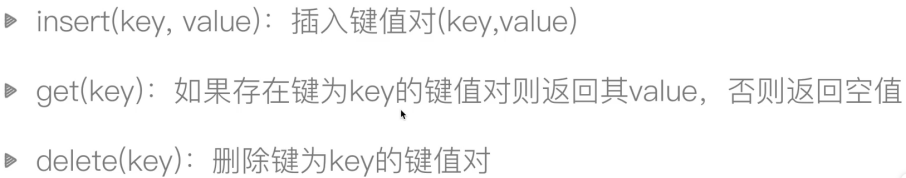 insert(key, value)：插入键值对(key,value)
get(key)：如果存在键为key的键值对则返回其value，否则返回空值
delete(key)：删除键为key的键值对